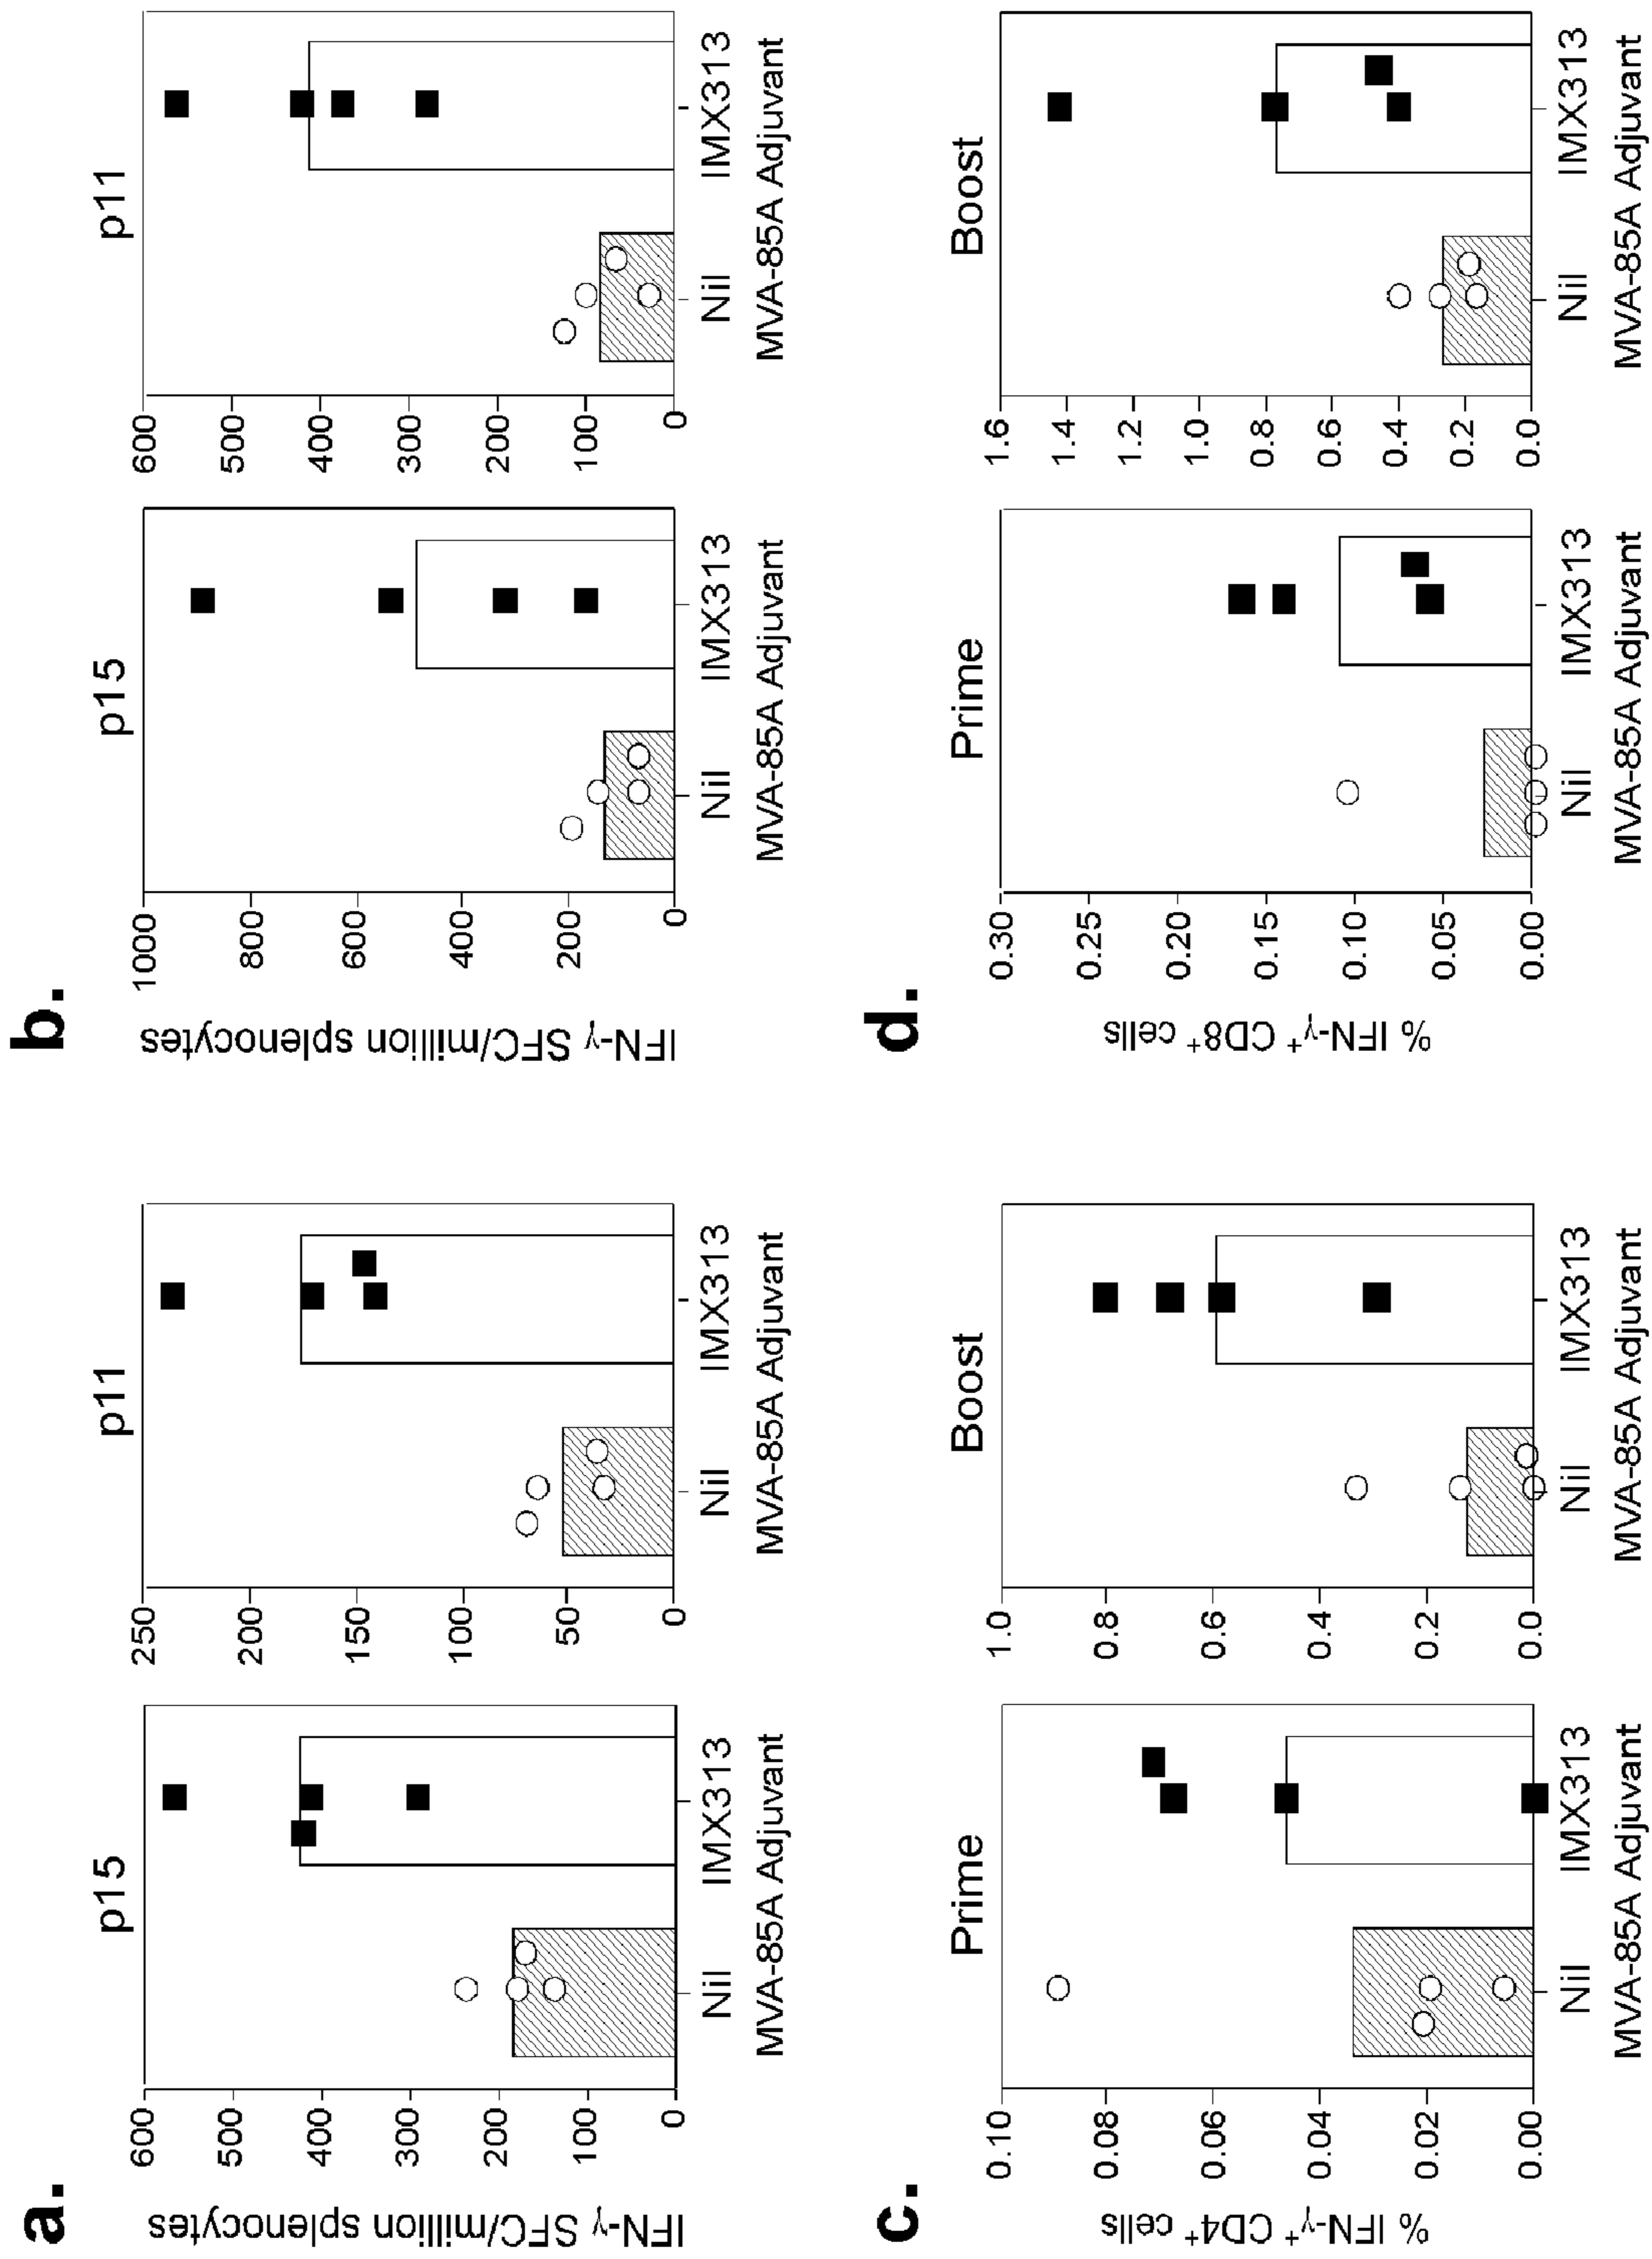 a.
IFN-γ SFC/million splenocytes
p15
600
500
400
300
200
100
0
Nil
IMX313
MVA-85A Adjuvant
p11
250
200
150
100
50
0
Nil
IMX313
MVA-85A Adjuvant
b.
IFN-γ SFC/million splenocytes
p15
1000
800
600
400
200
0
Nil
IMX313
MVA-85A Adjuvant
p11
600
500
400
300
200
100
0
Nil
IMX313
MVA-85A Adjuvant
c.
% IFN-γ⁺ CD4⁺ cells
Prime
0.10
0.08
0.06
0.04
0.02
0.00
Nil
IMX313
MVA-85A Adjuvant
Boost
1.0
0.8
0.6
0.4
0.2
0.0
Nil
IMX313
MVA-85A Adjuvant
d.
% IFN-γ⁺ CD8⁺ cells
Prime
0.30
0.25
0.20
0.15
0.10
0.05
0.00
Nil
IMX313
MVA-85A Adjuvant
Boost
1.6
1.4
1.2
1.0
0.8
0.6
0.4
0.2
0.0
Nil
IMX313
MVA-85A Adjuvant